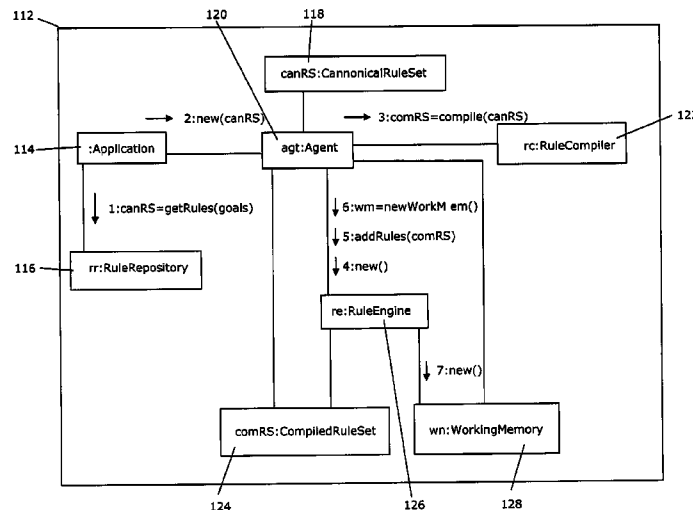 112
120
118
canRS:CannonicalRuleSet
2:new(canRS)
3:comRS=compile(canRS)
114
:Application
agt:Agent
rc:RuleCompiler
1:canRS=getRules(goals)
6:wm=newWorkM em()
5:addRules(comRS)
4:new()
116
rr:RuleRepository
re:RuleEngine
7:new()
comRS:CompiledRuleSet
wn:WorkingMemory
124
126
128